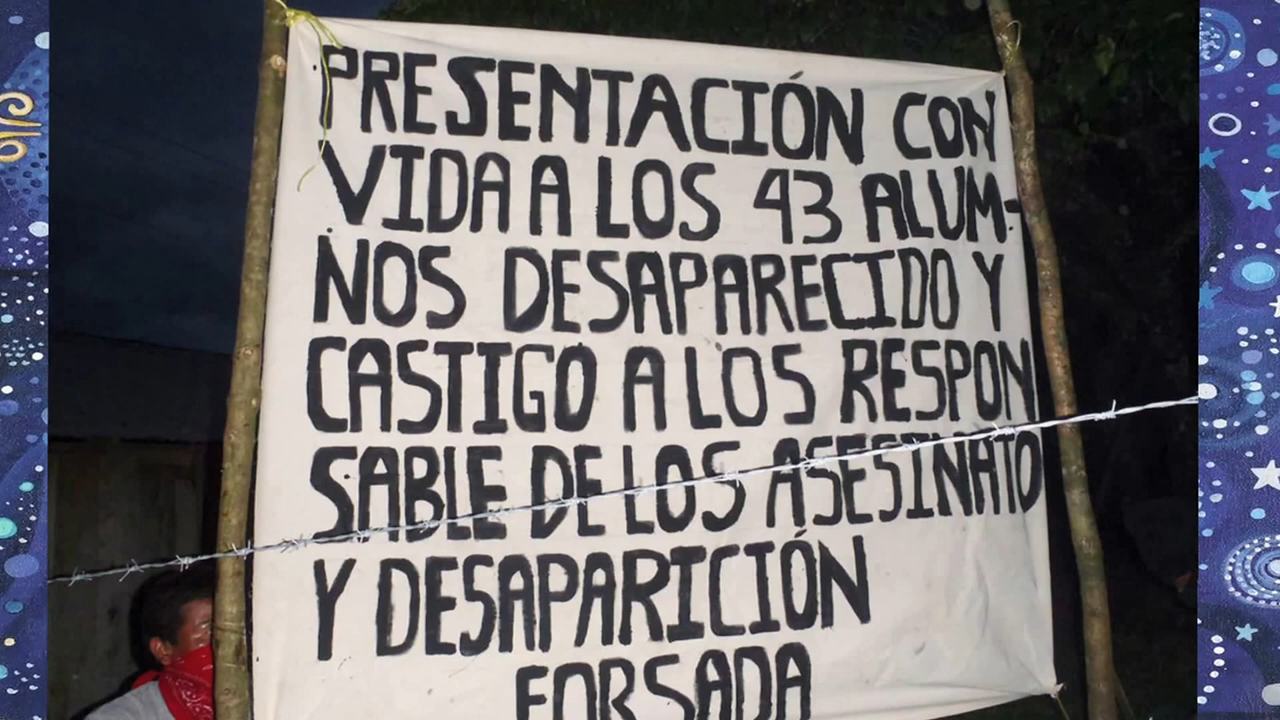 PRESENTACIÓN CON
VIDA A LOS 43 ALUM-
NOS DESAPARECIDO Y
CASTIGO A LOS RESPON
SABLE DE LOS ASESINATO
Y DESAPARICIÓN
FORSADA